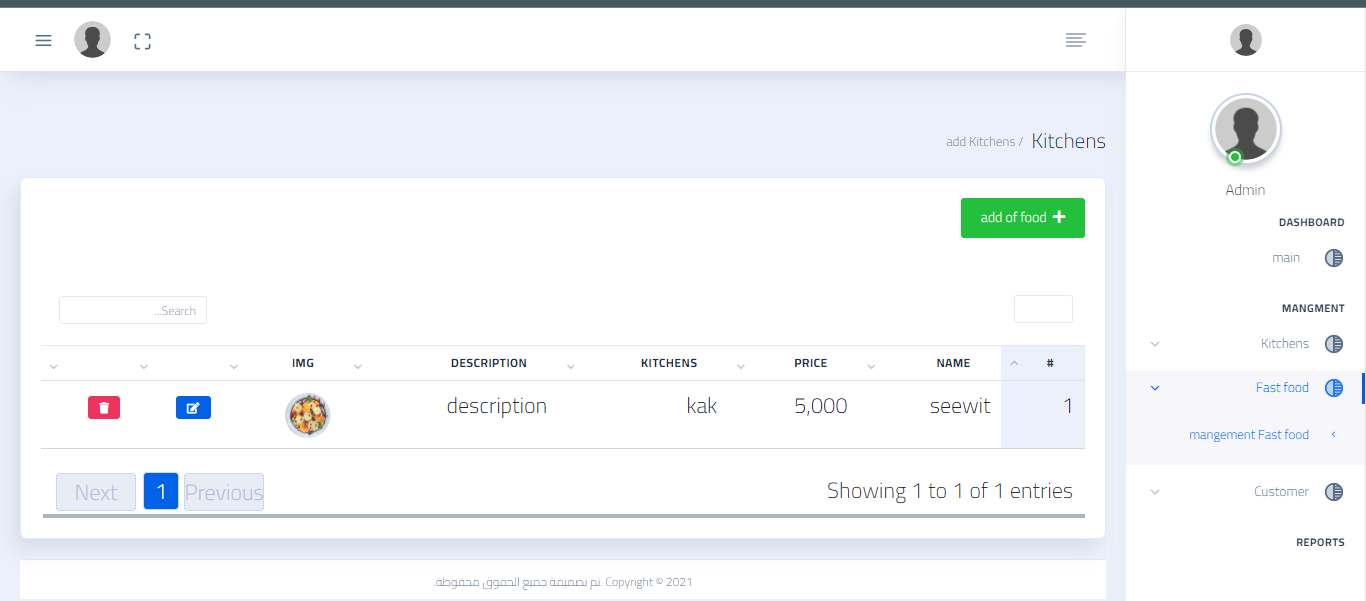 add Kitchens / Kitchens
add of food
Search...
# NAME PRICE KITCHENS DESCRIPTION IMG
1 seewit 5,000 kak description
Showing 1 to 1 of 1 entries
Previous 1 Next
Copyright © 2021 .تم تصميمه جميع الحقوق محفوظة.
Admin
DASHBOARD
main
MANGMENT
Kitchens
Fast food
mangement Fast food
Customer
REPORTS